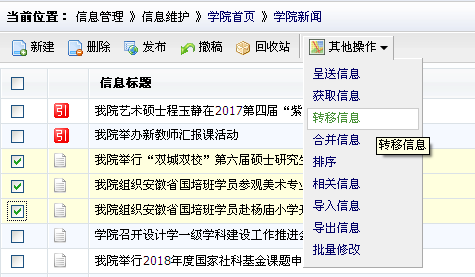 当前位置： 信息管理 》信息维护 》学院首页 》学院新闻
新建 删除 发布 撤稿 回收站 其他操作
信息标题
引 我院艺术硕士程玉静在2017第四届“紫
引 我院举办新教师汇报课活动
我院举行“双城双校”第六届硕士研究生
我院组织安徽省国培班学员参观美术专业
我院组织安徽省国培班学员赴杨庙小学开
学院召开设计学一级学科建设工作推进会
我院举行2018年度国家社科基金课题申
呈送信息
获取信息
转移信息
合并信息
排序
相关信息
导入信息
导出信息
批量修改
转移信息